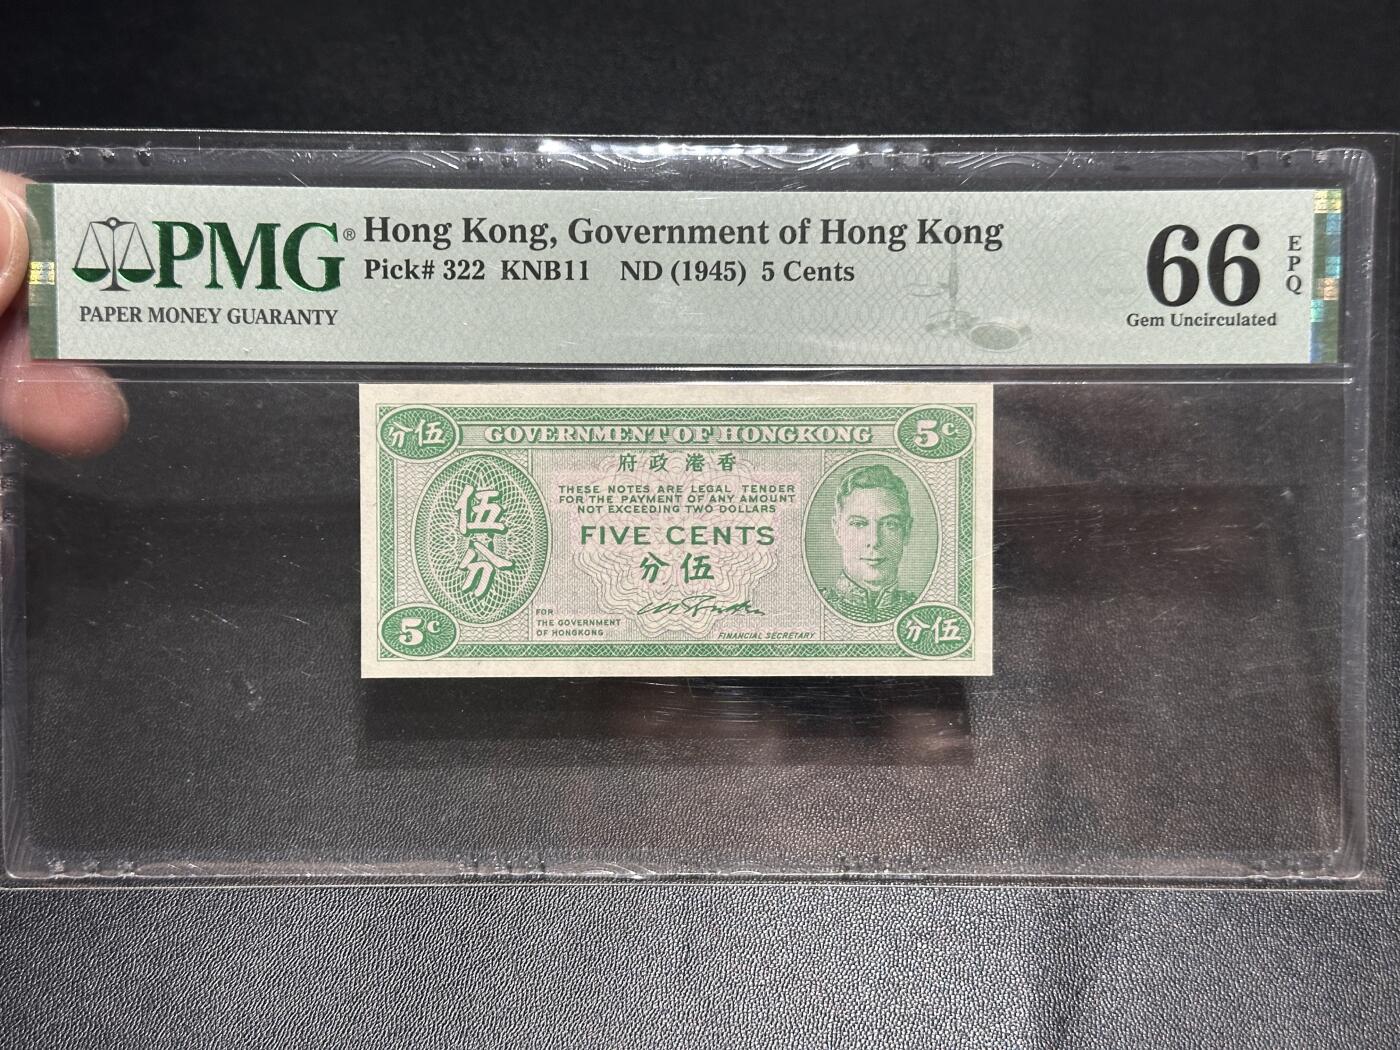 PMG®
PAPER MONEY GUARANTY
Hong Kong, Government of Hong Kong
Pick# 322 KNB11 ND (1945) 5 Cents
66
EPQ
Gem Uncirculated
分伍
GOVERNMENT OF HONGKONG
5c
府政港香
THESE NOTES ARE LEGAL TENDER
FOR THE PAYMENT OF ANY AMOUNT
NOT EXCEEDING TWO DOLLARS
伍分
FIVE CENTS
分伍
FOR
THE GOVERNMENT
OF HONGKONG
FINANCIAL SECRETARY
5c
分伍